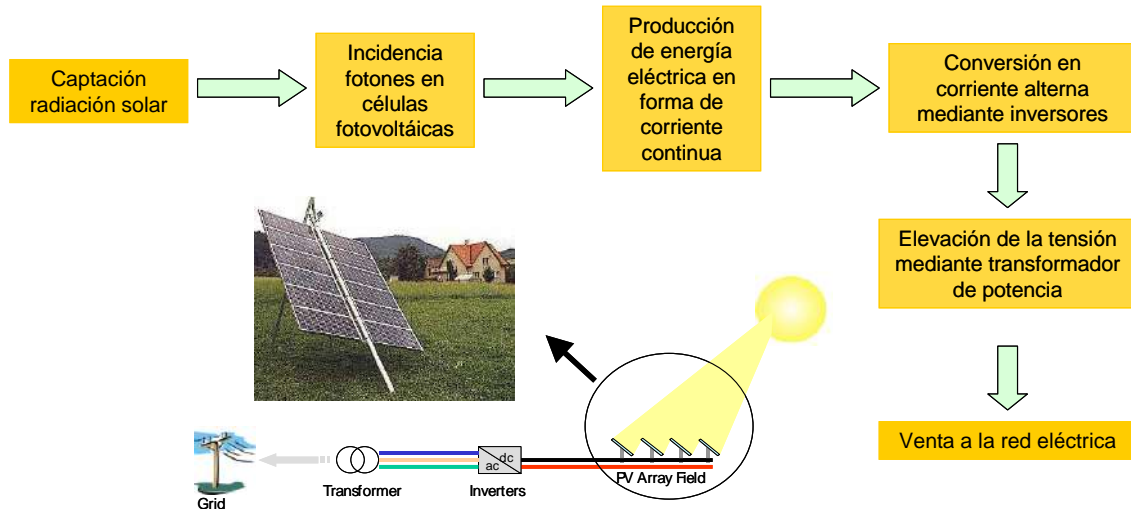 Captación
radiación solar
Incidencia
fotones en
células
fotovoltáicas
Producción
de energía
eléctrica en
forma de
corriente
continua
Conversión en
corriente alterna
mediante inversores
Elevación de la tensión
mediante transformador
de potencia
Venta a la red eléctrica
dc
ac
Grid
Transformer
Inverters
PV Array Field